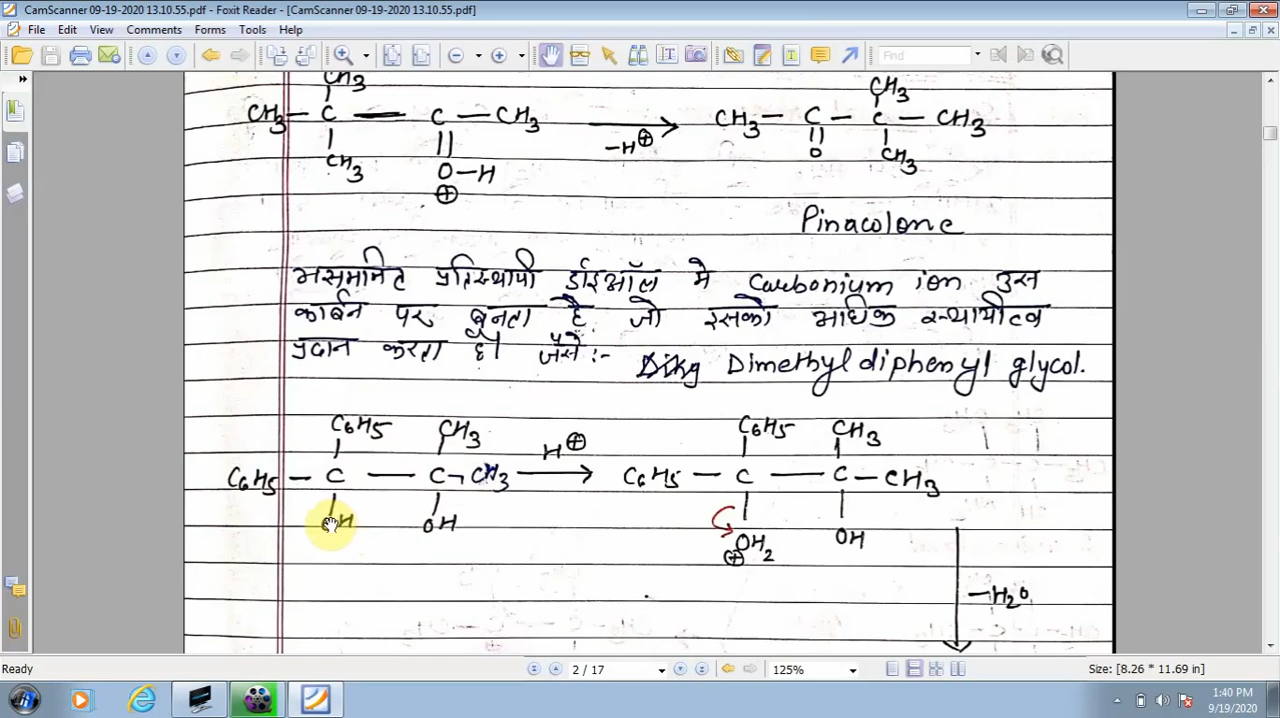 CamScanner 09-19-2020 13.10.55.pdf - Foxit Reader - [CamScanner 09-19-2020 13.10.55.pdf]
File Edit View Comments Forms Tools Help
Find
CH3
CH3 — C — C — CH3 → CH3 — C — C — CH3
CH3
CH3 O — H -H⊕ O CH3
⊕
Pinacolone
असममित प्रतिस्थापी डाईऑल मे Carbonium ion उस
कार्बन पर बनता है जो इसको अधिक स्थायीत्व
प्रदान करता है। जैसे :- Dimethyl diphenyl glycol.
C6H5 CH3 H⊕ C6H5 CH3
C6H5 — C — C - CH3 → C6H5 — C — C — CH3
OH OH OH2 OH
⊕
-H2O
Ready 2 / 17 125% Size: [8.26 * 11.69 in]
1:40 PM
9/19/2020